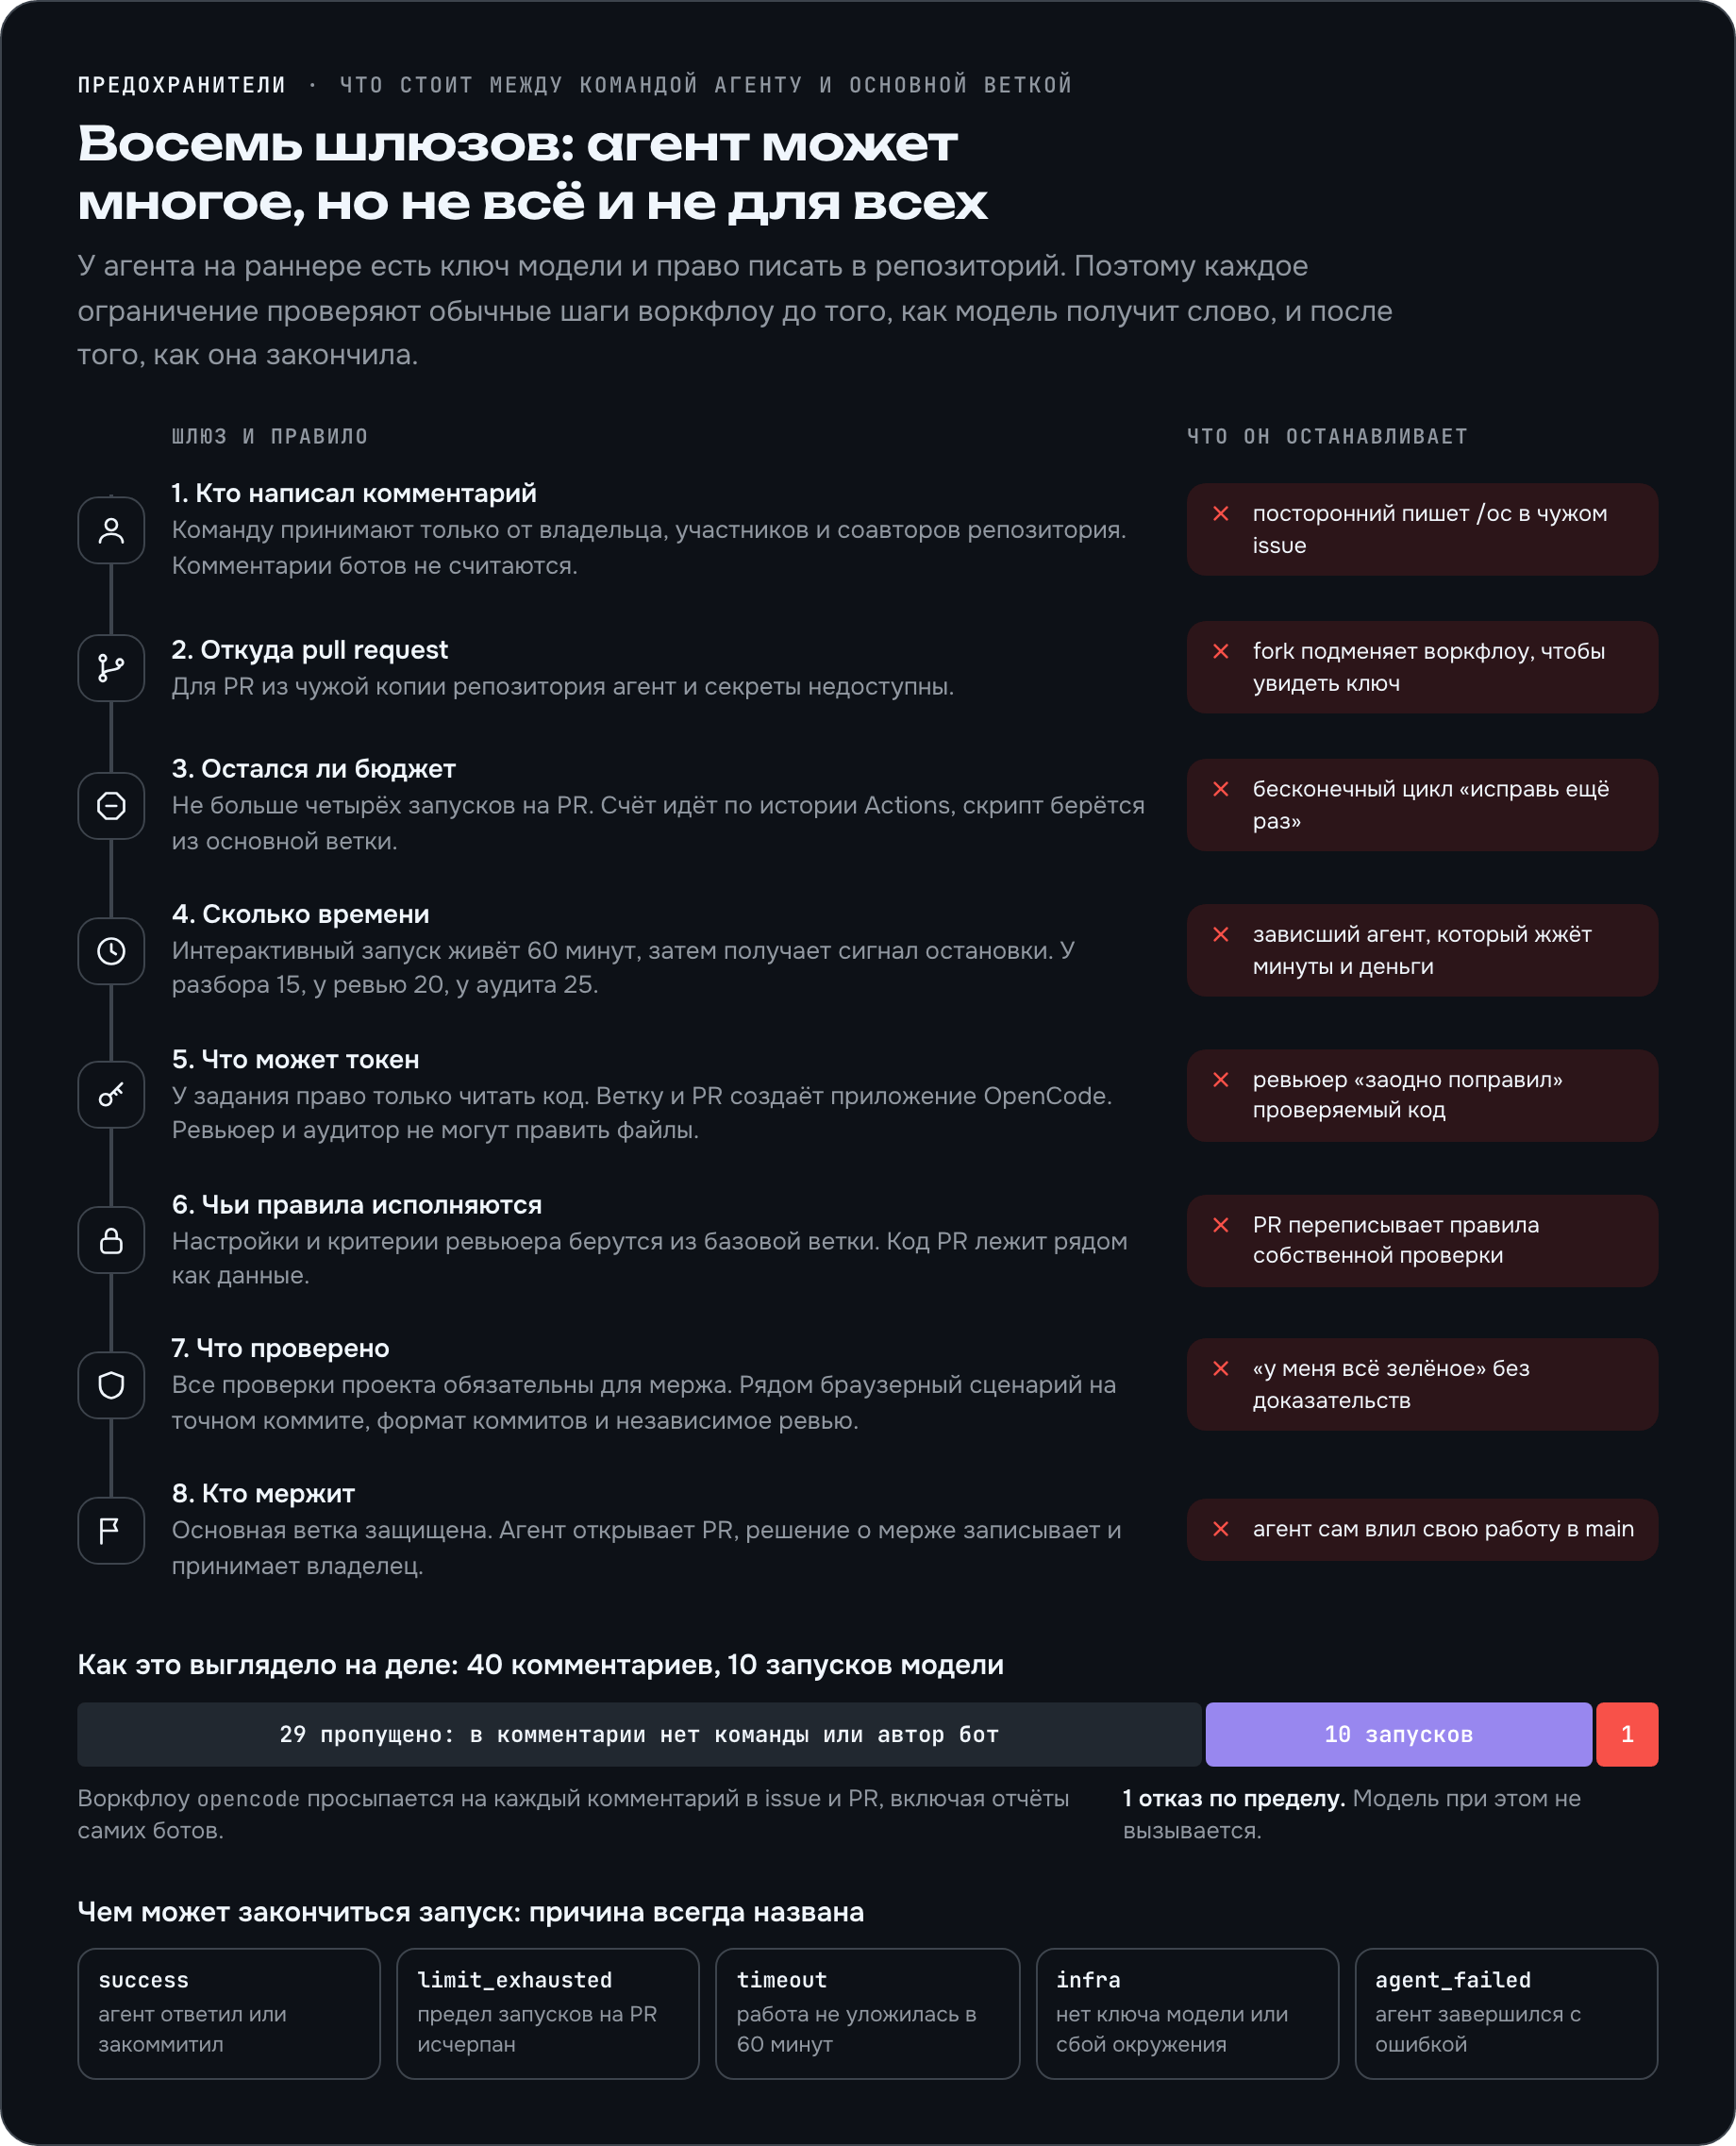 ПРЕДОХРАНИТЕЛИ · ЧТО СТОИТ МЕЖДУ КОМАНДОЙ АГЕНТУ И ОСНОВНОЙ ВЕТКОЙ
Восемь шлюзов: агент может
многое, но не всё и не для всех
У агента на раннере есть ключ модели и право писать в репозиторий. Поэтому каждое
ограничение проверяют обычные шаги воркфлоу до того, как модель получит слово, и после
того, как она закончила.
ШЛЮЗ И ПРАВИЛО
ЧТО ОН ОСТАНАВЛИВАЕТ
1. Кто написал комментарий
Команду принимают только от владельца, участников и соавторов репозитория.
Комментарии ботов не считаются.
посторонний пишет /oc в чужом
issue
2. Откуда pull request
Для PR из чужой копии репозитория агент и секреты недоступны.
fork подменяет воркфлоу, чтобы
увидеть ключ
3. Остался ли бюджет
Не больше четырёх запусков на PR. Счёт идёт по истории Actions, скрипт берётся
из основной ветки.
бесконечный цикл «исправь ещё
раз»
4. Сколько времени
Интерактивный запуск живёт 60 минут, затем получает сигнал остановки. У
разбора 15, у ревью 20, у аудита 25.
зависший агент, который жжёт
минуты и деньги
5. Что может токен
У задания право только читать код. Ветку и PR создаёт приложение OpenCode.
Ревьюер и аудитор не могут править файлы.
ревьюер «заодно поправил»
проверяемый код
6. Чьи правила исполняются
Настройки и критерии ревьюера берутся из базовой ветки. Код PR лежит рядом
как данные.
PR переписывает правила
собственной проверки
7. Что проверено
Все проверки проекта обязательны для мержа. Рядом браузерный сценарий на
точном коммите, формат коммитов и независимое ревью.
«у меня всё зелёное» без
доказательств
8. Кто мержит
Основная ветка защищена. Агент открывает PR, решение о мерже записывает и
принимает владелец.
агент сам влил свою работу в main
Как это выглядело на деле: 40 комментариев, 10 запусков модели
29 пропущено: в комментарии нет команды или автор бот
10 запусков
1
Воркфлоу opencode просыпается на каждый комментарий в issue и PR, включая отчёты
самих ботов.
1 отказ по пределу. Модель при этом не
вызывается.
Чем может закончиться запуск: причина всегда названа
success
агент ответил или
закоммитил
limit_exhausted
предел запусков на PR
исчерпан
timeout
работа не уложилась в
60 минут
infra
нет ключа модели или
сбой окружения
agent_failed
агент завершился с
ошибкой